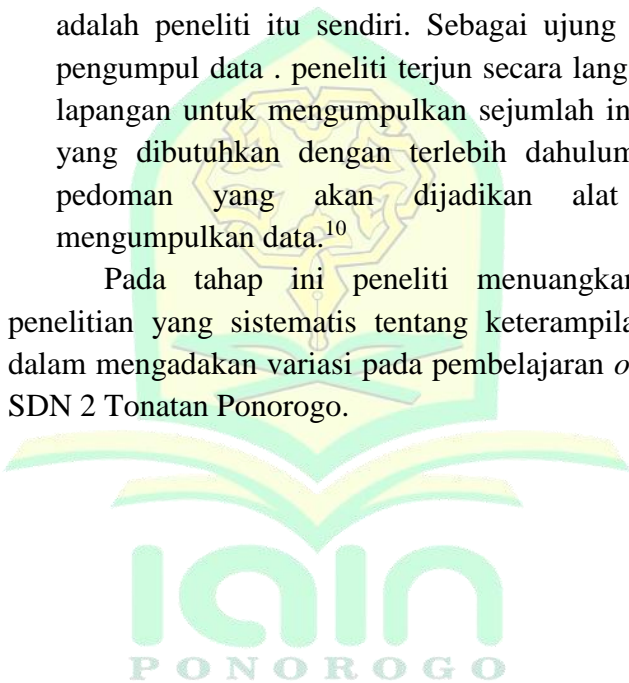 adalah peneliti itu sendiri. Sebagai ujung
pengumpul data . peneliti terjun secara lang
lapangan untuk mengumpulkan sejumlah in
yang dibutuhkan dengan terlebih dahulum
pedoman yang akan dijadikan alat
mengumpulkan data.10
Pada tahap ini peneliti menuangkan
penelitian yang sistematis tentang keterampila
dalam mengadakan variasi pada pembelajaran o
SDN 2 Tonatan Ponorogo.
IAIN
PONOROGO